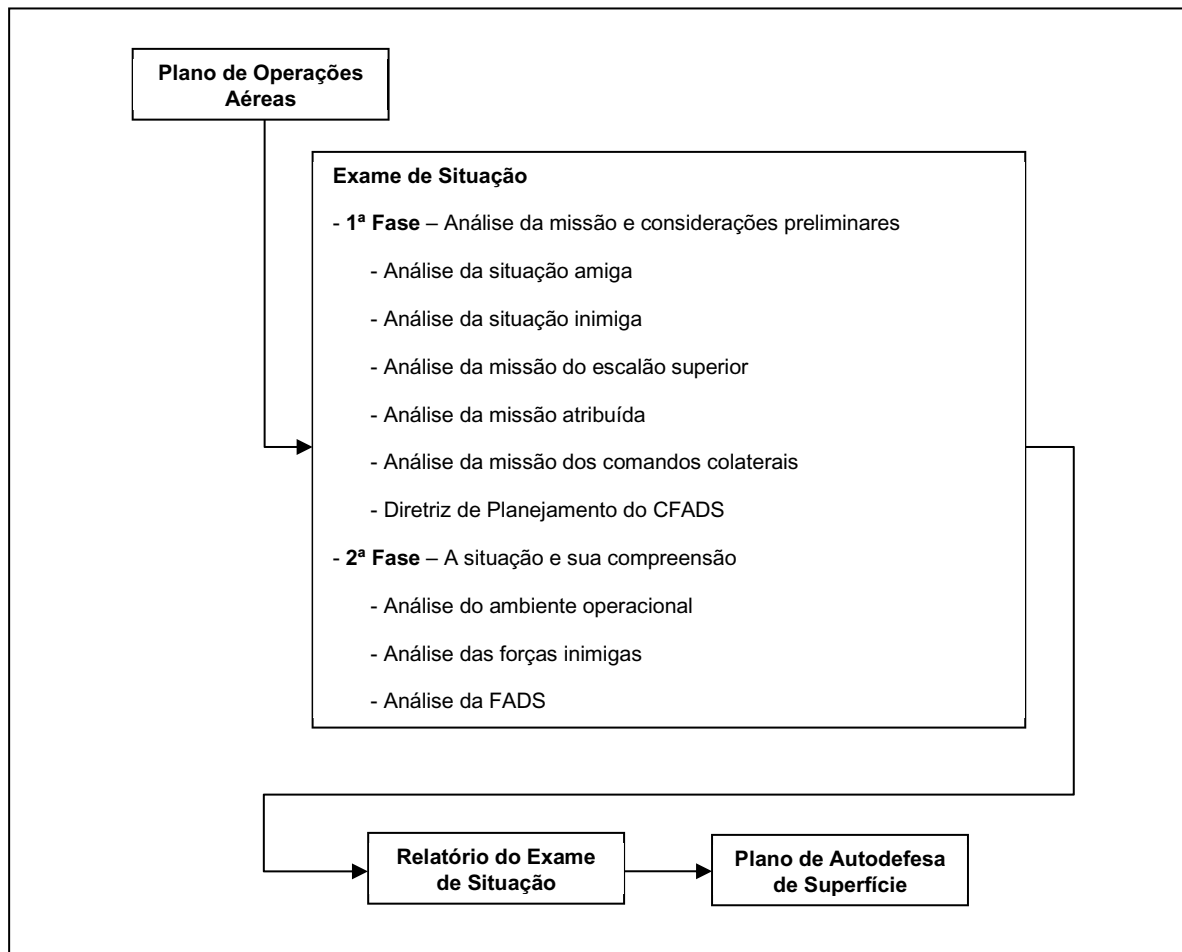 Plano de Operações
Aéreas
Exame de Situação
- 1ª Fase – Análise da missão e considerações preliminares
- Análise da situação amiga
- Análise da situação inimiga
- Análise da missão do escalão superior
- Análise da missão atribuída
- Análise da missão dos comandos colaterais
- Diretriz de Planejamento do CFADS
- 2ª Fase – A situação e sua compreensão
- Análise do ambiente operacional
- Análise das forças inimigas
- Análise da FADS
Relatório do Exame
de Situação
Plano de Autodefesa
de Superfície